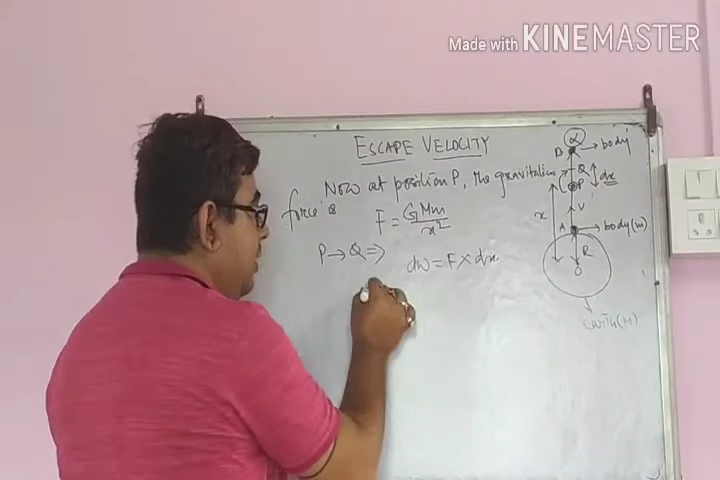 Made with KINEMASTER
ESCAPE VELOCITY
Now at position P, the gravitational
force is
F = GMm / x²
P → Q ⇒
dW = F × dx
α
B
body
Q
dx
P
x
V
A
body (m)
R
O
earth (M)